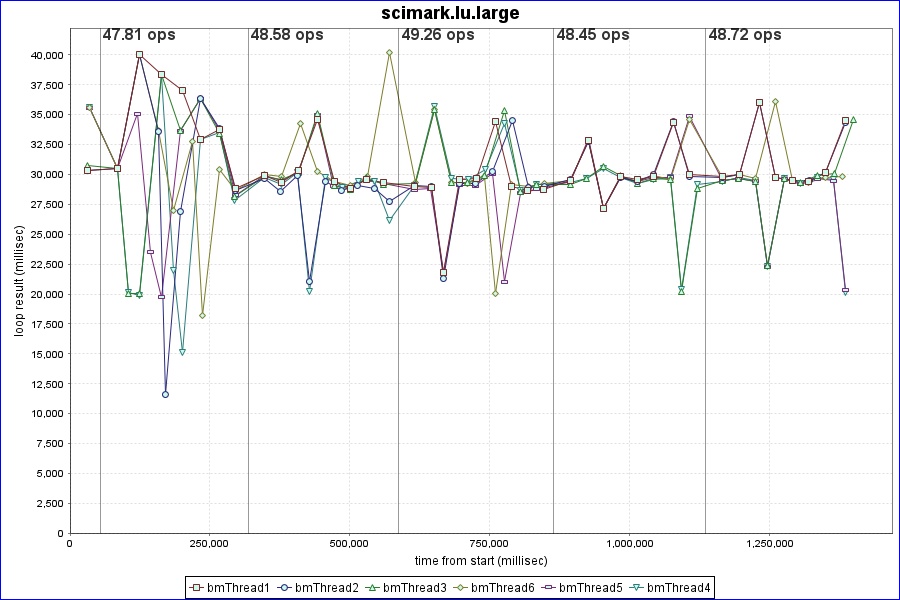 scimark.lu.large
47.81 ops 48.58 ops 49.26 ops 48.45 ops 48.72 ops
40,000
37,500
35,000
32,500
30,000
27,500
25,000
22,500
20,000
17,500
15,000
12,500
10,000
7,500
5,000
2,500
0
loop result (millisec)
0 250,000 500,000 750,000 1,000,000 1,250,000
time from start (millisec)
bmThread1 bmThread2 bmThread3 bmThread6 bmThread5 bmThread4